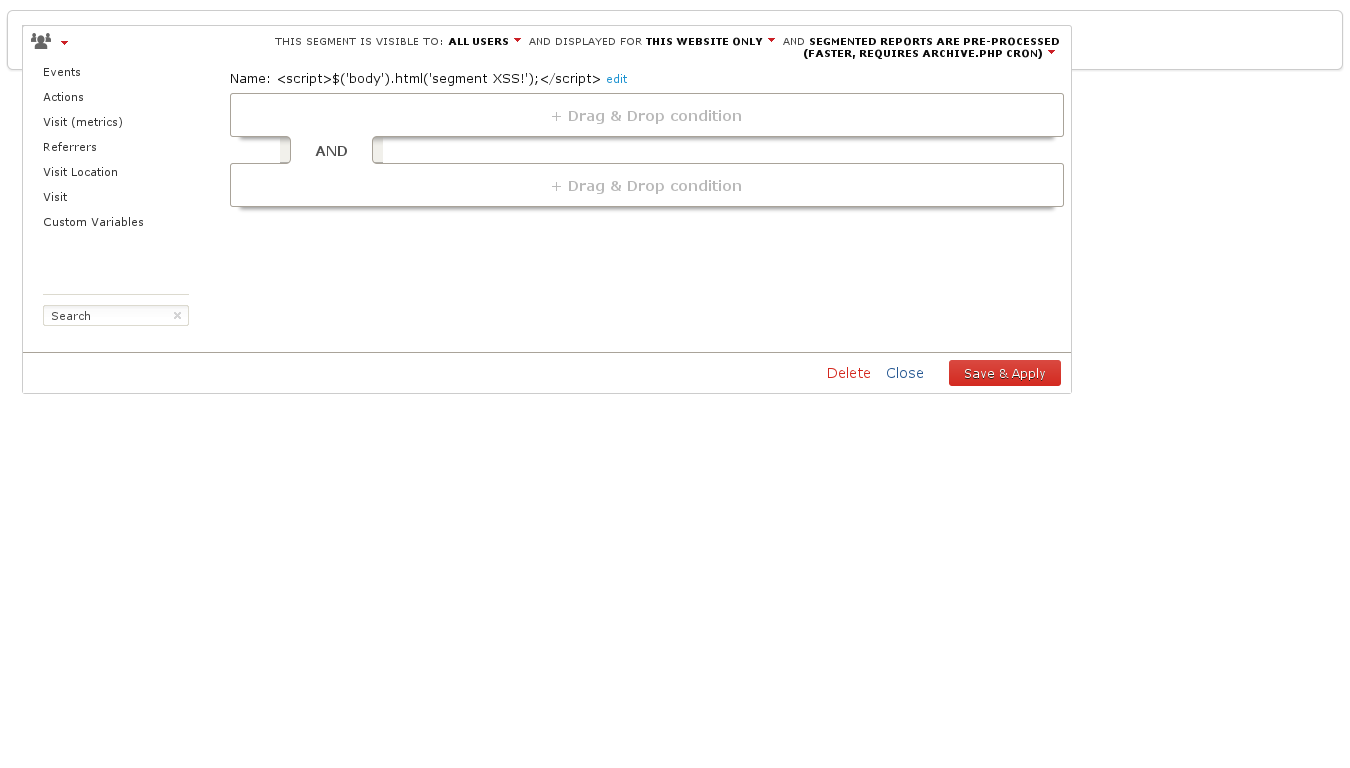 THIS SEGMENT IS VISIBLE TO: ALL USERS AND DISPLAYED FOR THIS WEBSITE ONLY AND SEGMENTED REPORTS ARE PRE-PROCESSED
(FASTER, REQUIRES ARCHIVE.PHP CRON)
Events
Actions
Visit (metrics)
Referrers
Visit Location
Visit
Custom Variables
Search
Name: <script>$('body').html('segment XSS!');</script> edit
+ Drag & Drop condition
AND
+ Drag & Drop condition
Delete Close Save & Apply